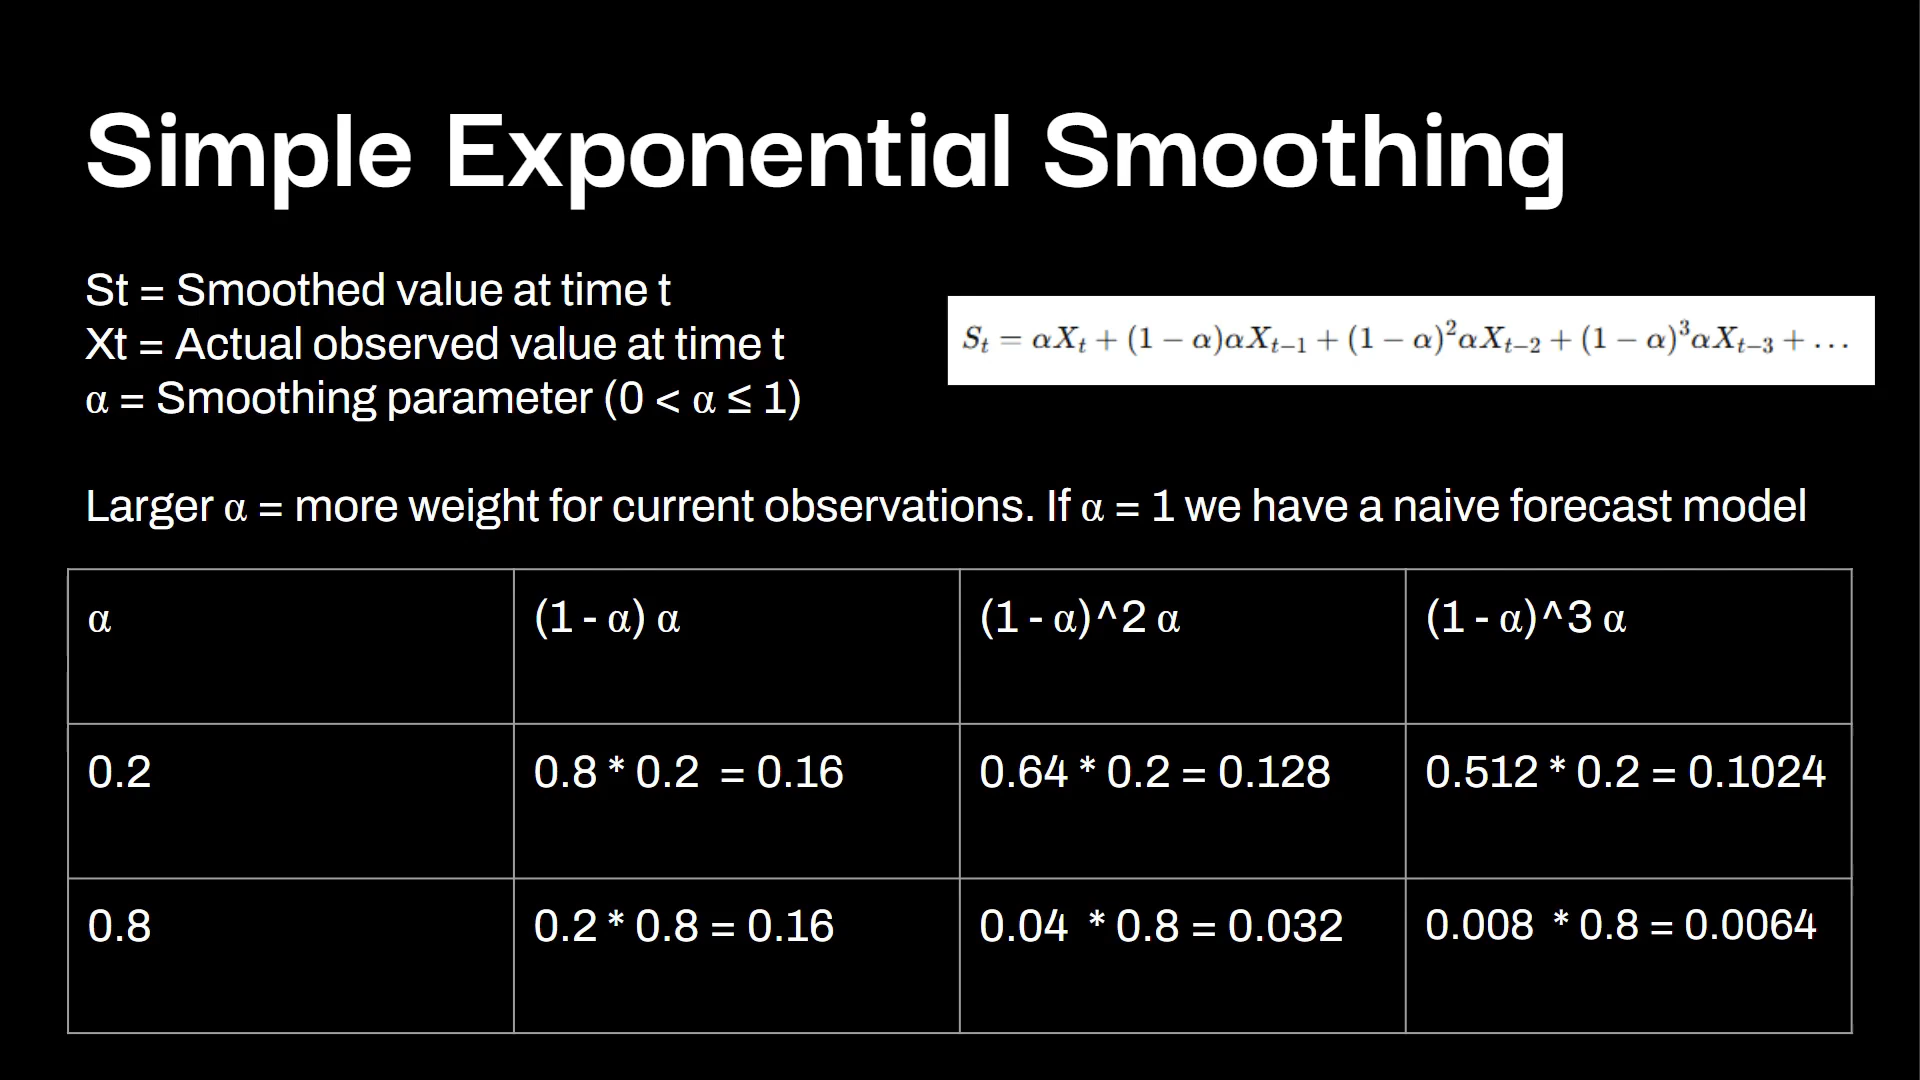 Simple Exponential Smoothing
St = Smoothed value at time t
Xt = Actual observed value at time t
α = Smoothing parameter (0 < α ≤ 1)
Sₜ = αXₜ + (1 − α)αXₜ₋₁ + (1 − α)²αXₜ₋₂ + (1 − α)³αXₜ₋₃ + ...
Larger α = more weight for current observations. If α = 1 we have a naive forecast model
α (1 - α) α (1 - α)^2 α (1 - α)^3 α
0.2 0.8 * 0.2 = 0.16 0.64 * 0.2 = 0.128 0.512 * 0.2 = 0.1024
0.8 0.2 * 0.8 = 0.16 0.04 * 0.8 = 0.032 0.008 * 0.8 = 0.0064